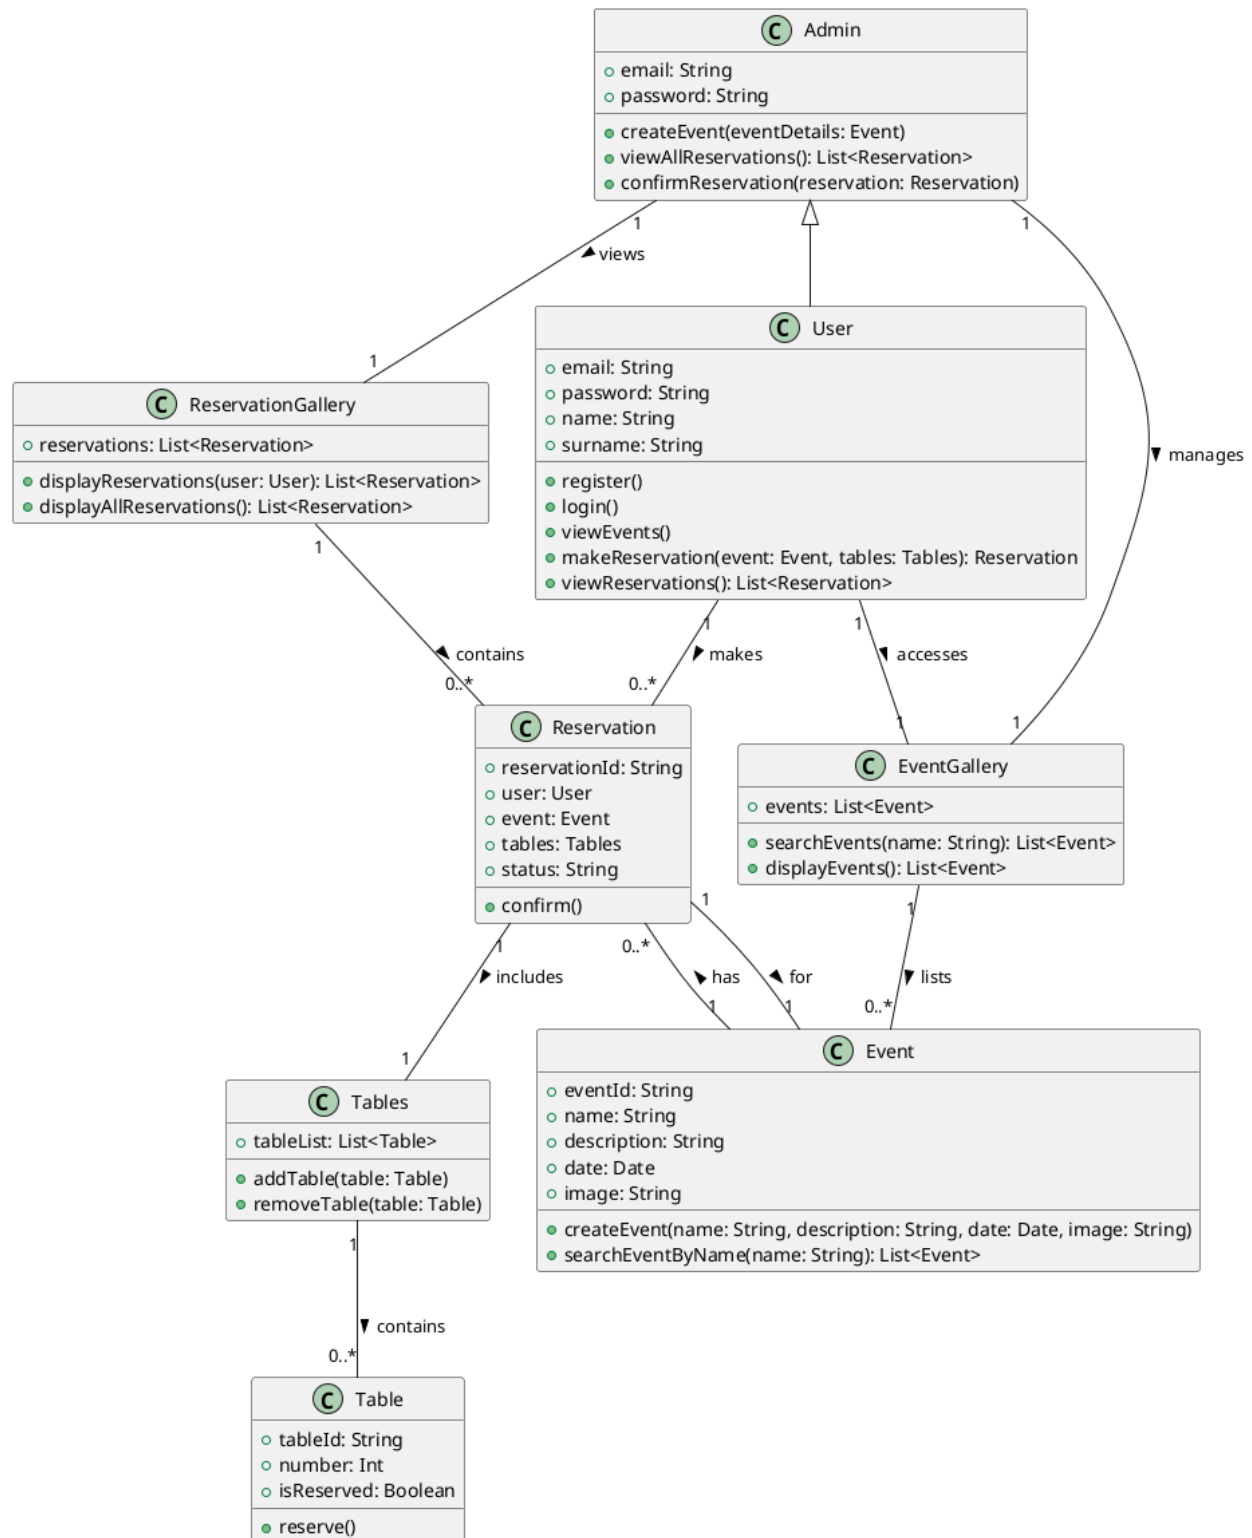 C Admin
email: String
password: String
createEvent(eventDetails: Event)
viewAllReservations(): List<Reservation>
confirmReservation(reservation: Reservation)
1
1
views
C User
email: String
password: String
name: String
surname: String
register()
login()
viewEvents()
makeReservation(event: Event, tables: Tables): Reservation
viewReservations(): List<Reservation>
1
C ReservationGallery
reservations: List<Reservation>
displayReservations(user: User): List<Reservation>
displayAllReservations(): List<Reservation>
manages
1
1
1
contains
makes
accesses
0..*
0..*
1
1
C Reservation
reservationId: String
user: User
event: Event
tables: Tables
status: String
confirm()
C EventGallery
events: List<Event>
searchEvents(name: String): List<Event>
displayEvents(): List<Event>
1
1
1
0..*
includes
has
for
lists
1
1
1
0..*
C Tables
tableList: List<Table>
addTable(table: Table)
removeTable(table: Table)
C Event
eventId: String
name: String
description: String
date: Date
image: String
createEvent(name: String, description: String, date: Date, image: String)
searchEventByName(name: String): List<Event>
1
contains
0..*
C Table
tableId: String
number: Int
isReserved: Boolean
reserve()